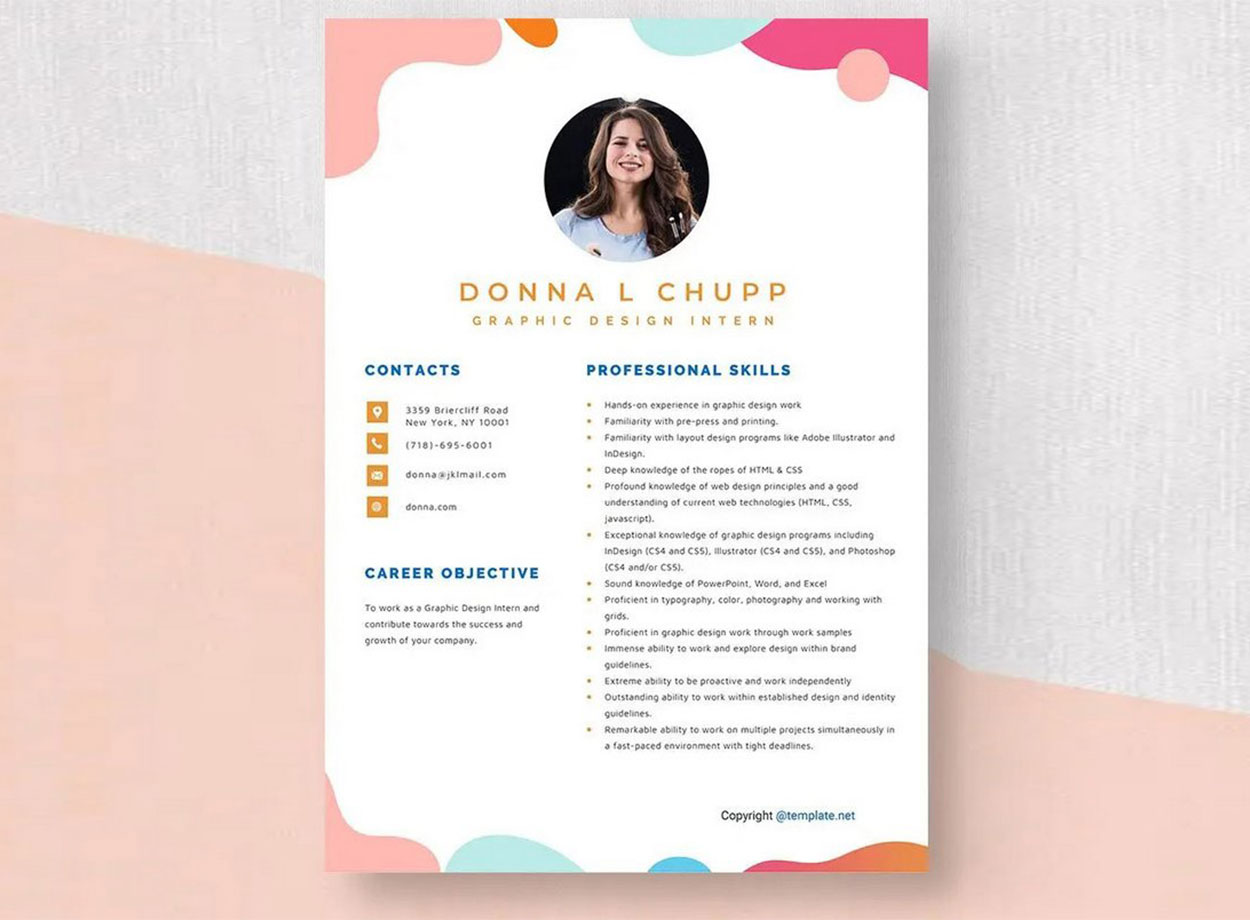 DONNA L CHUPP
GRAPHIC DESIGN INTERN
CONTACTS
3359 Briercliff Road
New York, NY 10001
(718)-695-6001
donna@jklmail.com
donna.com
CAREER OBJECTIVE
To work as a Graphic Design Intern and
contribute towards the success and
growth of your company.
PROFESSIONAL SKILLS
• Hands-on experience in graphic design work
• Familiarity with pre-press and printing.
• Familiarity with layout design programs like Adobe Illustrator and
InDesign.
• Deep knowledge of the ropes of HTML & CSS
• Profound knowledge of web design principles and a good
understanding of current web technologies (HTML, CSS,
javascript).
• Exceptional knowledge of graphic design programs including
InDesign (CS4 and CS5), Illustrator (CS4 and CS5), and Photoshop
(CS4 and/or CS5).
• Sound knowledge of PowerPoint, Word, and Excel
• Proficient in typography, color, photography and working with
grids.
• Proficient in graphic design work through work samples
• Immense ability to work and explore design within brand
guidelines.
• Extreme ability to be proactive and work independently
• Outstanding ability to work within established design and identity
guidelines.
• Remarkable ability to work on multiple projects simultaneously in
a fast-paced environment with tight deadlines.
Copyright @template.net